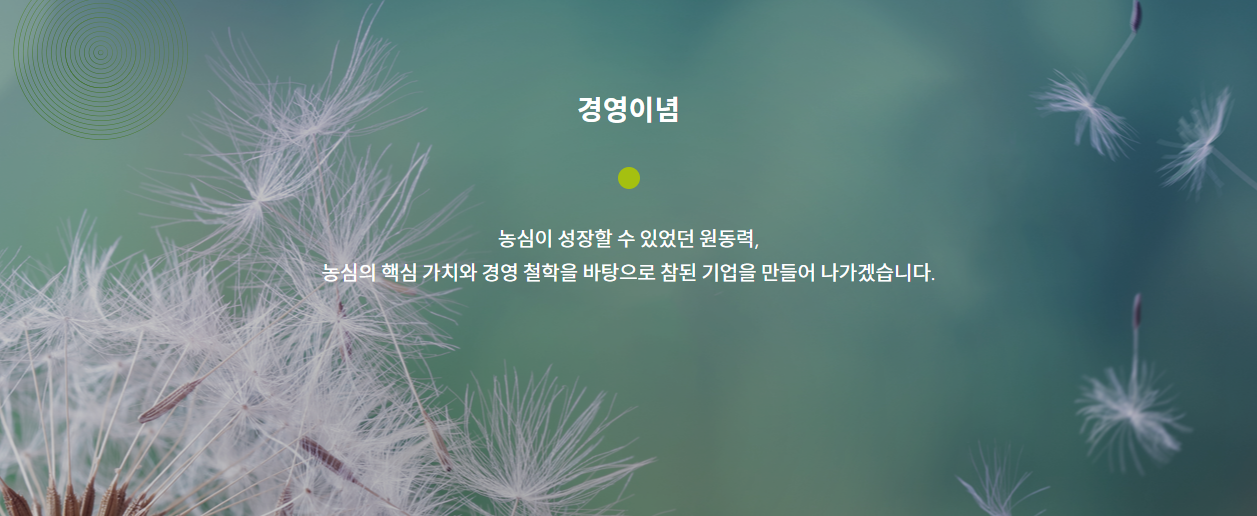 경영이념
농심이 성장할 수 있었던 원동력,
농심의 핵심 가치와 경영 철학을 바탕으로 참된 기업을 만들어 나가겠습니다.